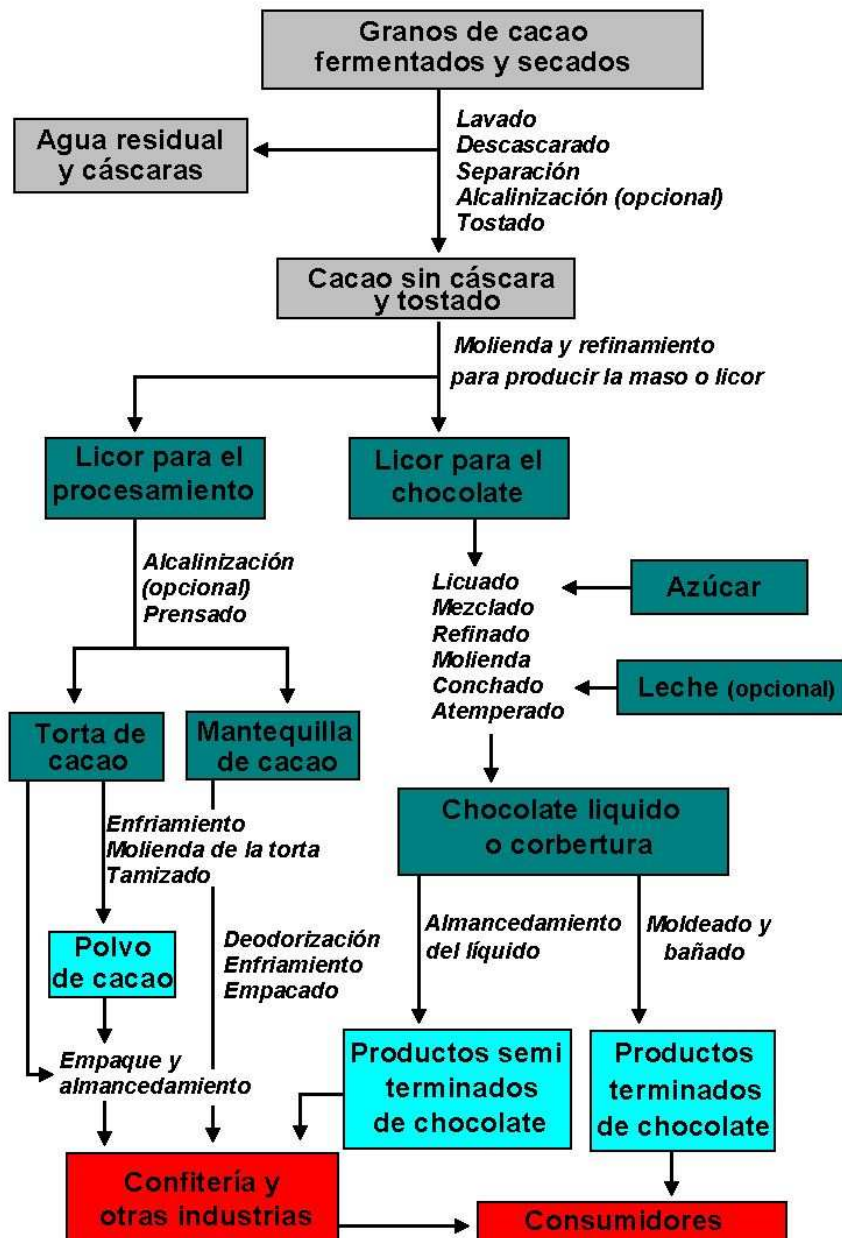 Granos de cacao
fermentados y secados
Agua residual
y cáscaras
Lavado
Descascarado
Separación
Alcalinización (opcional)
Tostado
Cacao sin cáscara
y tostado
Molienda y refinamiento
para producir la maso o licor
Licor para el
procesamiento
Licor para el
chocolate
Alcalinización
(opcional)
Prensado
Licuado
Mezclado
Refinado
Molienda
Conchado
Atemperado
Azúcar
Leche (opcional)
Torta de
cacao
Mantequilla
de cacao
Chocolate liquido
o corbertura
Enfriamiento
Molienda de la torta
Tamizado
Polvo
de cacao
Deodorización
Enfriamiento
Empacado
Almancedamiento
del líquido
Moldeado y
bañado
Empaque y
almancedamiento
Productos semi
terminados
de chocolate
Productos
terminados
de chocolate
Confitería y
otras industrias
Consumidores